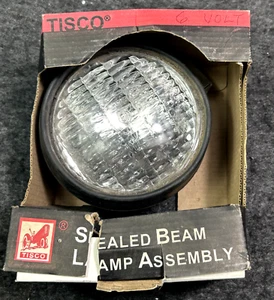 TISCO®
6 VOLT
TISCO
®
SEALED BEAM
LAMP ASSEMBLY